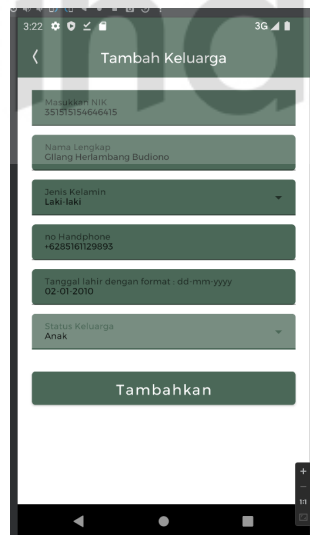 3:22
3G
Tambah Keluarga
Masukkan NIK
351515154646415
Nama Lengkap
Gilang Herlambang Budiono
Jenis Kelamin
Laki-laki
no Handphone
+6285161129893
Tanggal lahir dengan format : dd-mm-yyyy
02-01-2010
Status Keluarga
Anak
Tambahkan
1:1